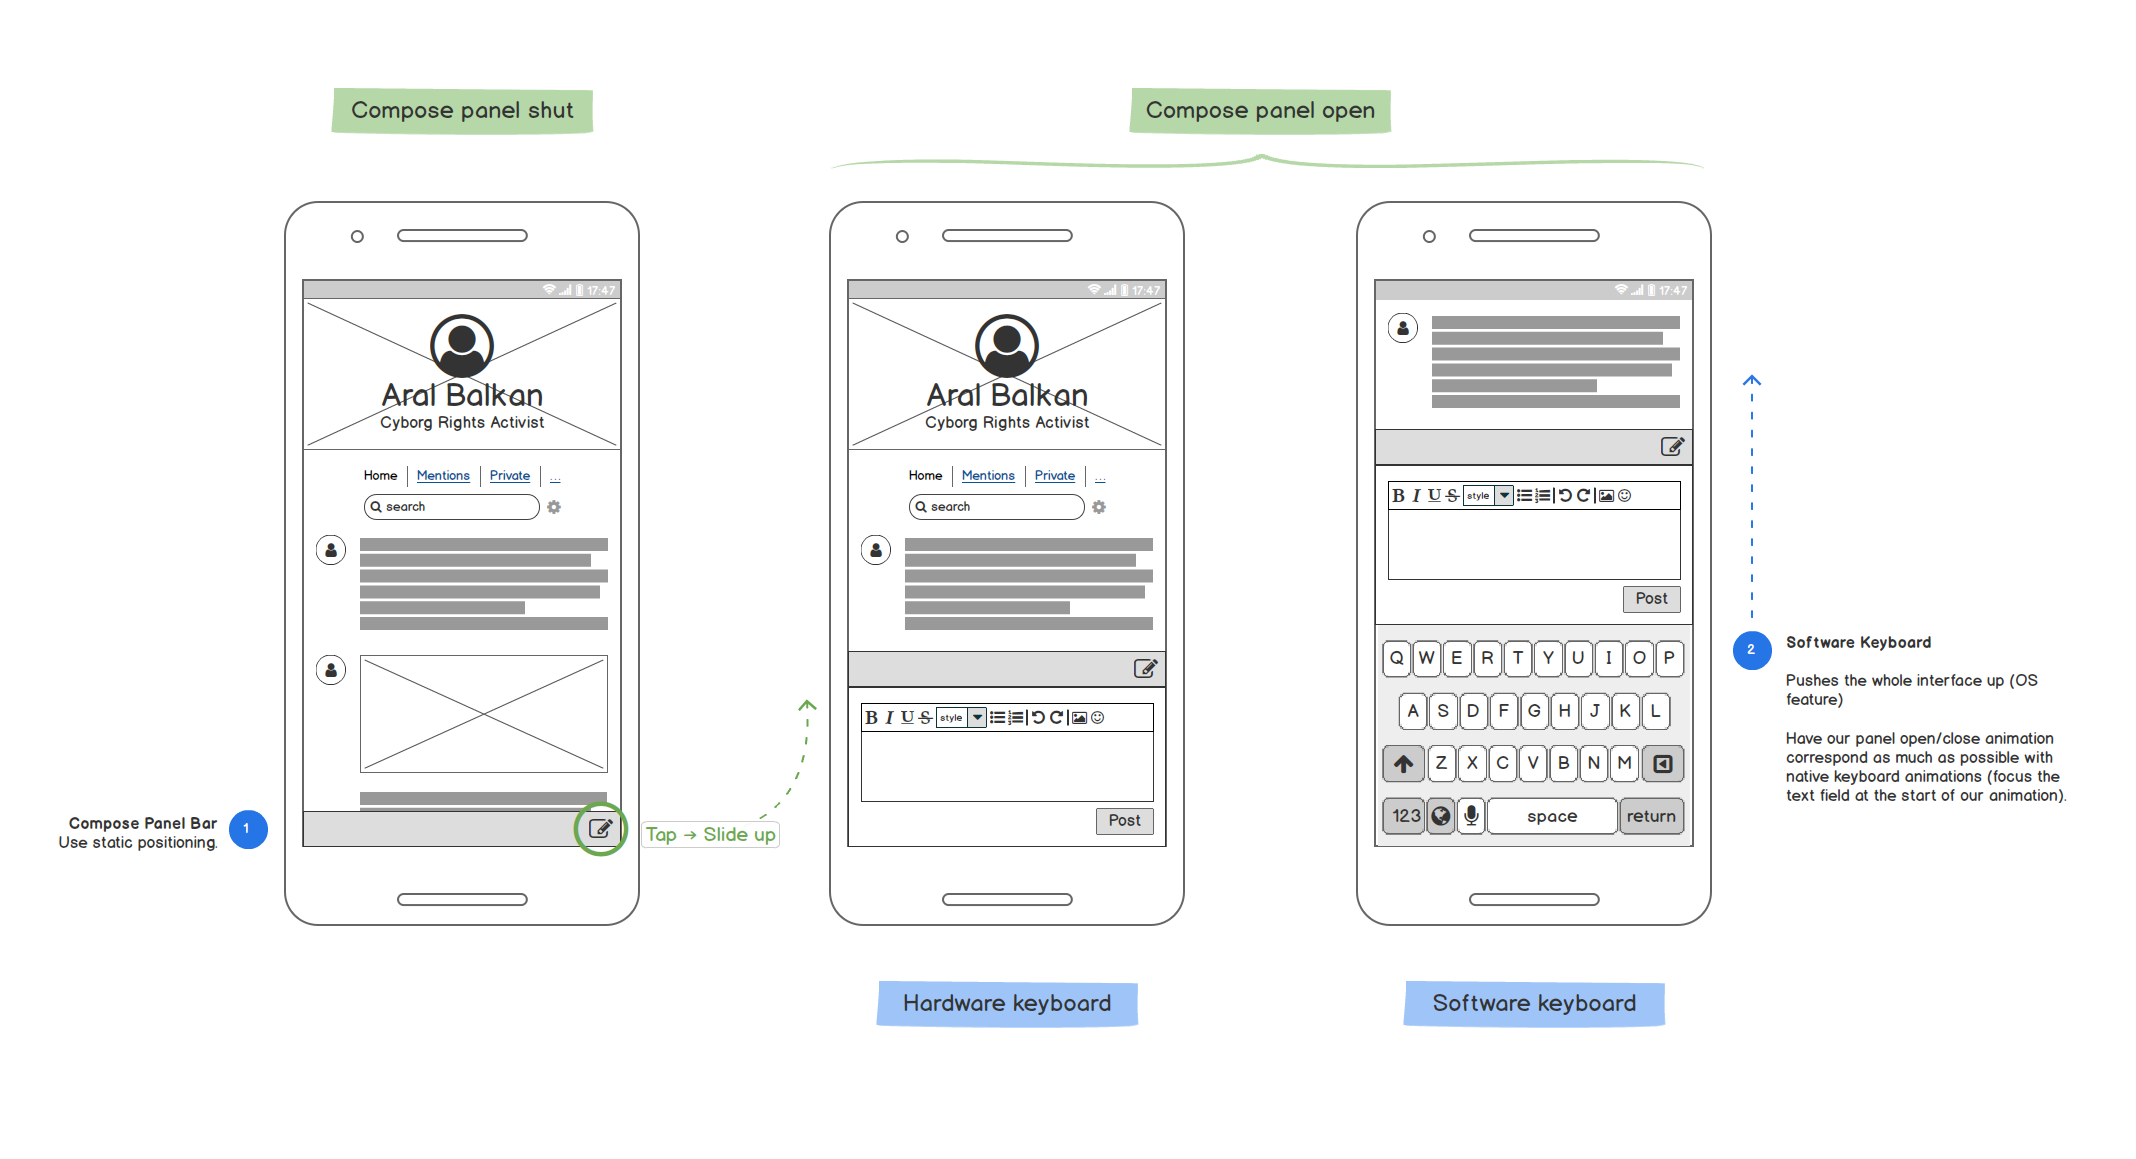 Compose panel shut
Compose panel open
17:47
Aral Balkan
Cyborg Rights Activist
Home Mentions Private ...
search
Compose Panel Bar
Use static positioning.
1
Tap → Slide up
17:47
Aral Balkan
Cyborg Rights Activist
Home Mentions Private ...
search
B I U S style
Post
Hardware keyboard
17:47
B I U S style
Post
Q W E R T Y U I O P
A S D F G H J K L
Z X C V B N M
123 space return
Software keyboard
2
Software Keyboard
Pushes the whole interface up (OS
feature)
Have our panel open/close animation
correspond as much as possible with
native keyboard animations (focus the
text field at the start of our animation).